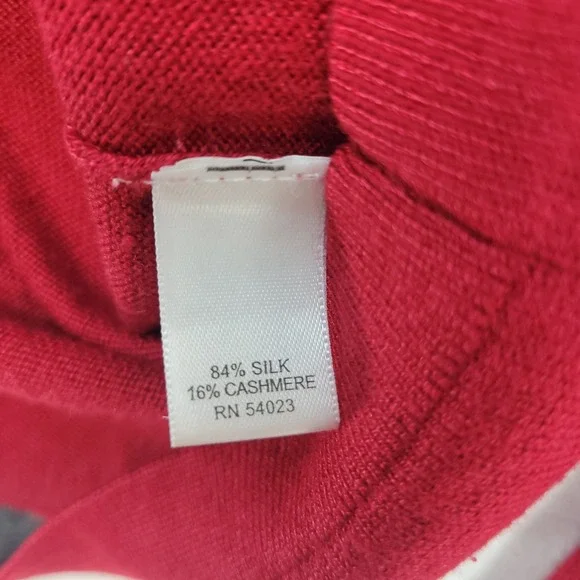 84% SILK
16% CASHMERE
RN 54023